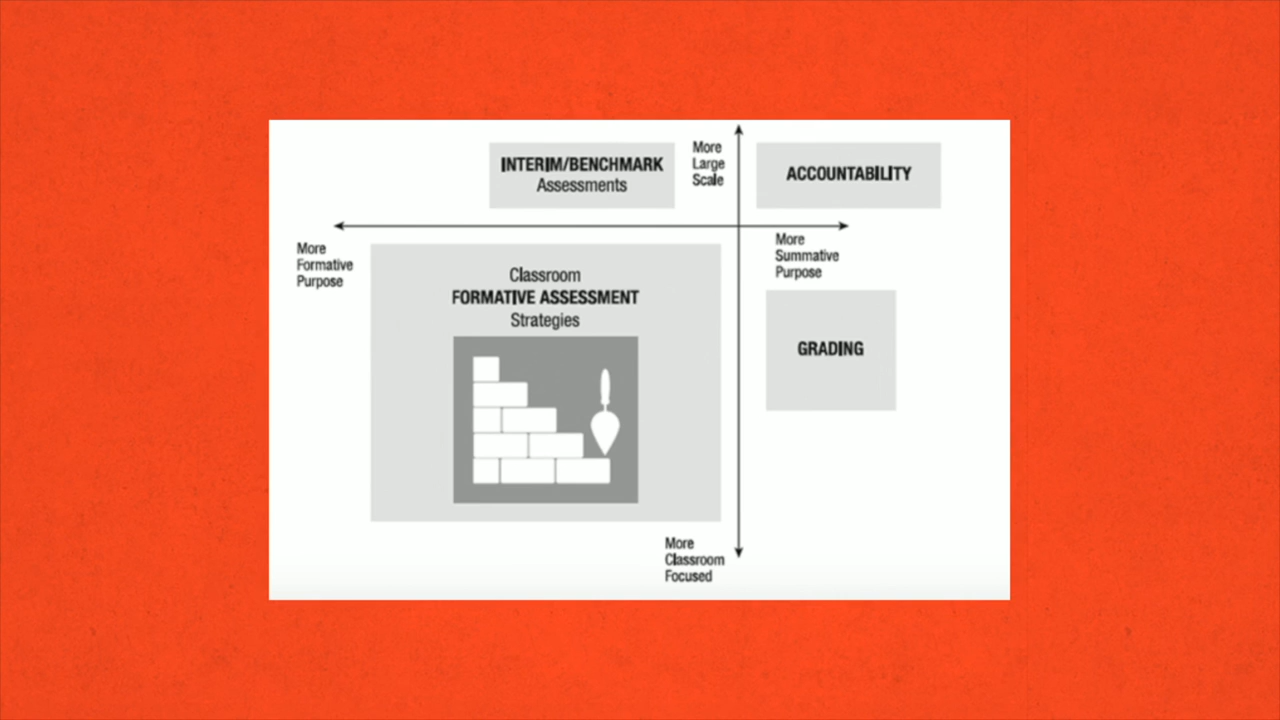 INTERIM/BENCHMARK
Assessments
More
Large
Scale
ACCOUNTABILITY
More
Formative
Purpose
More
Summative
Purpose
Classroom
FORMATIVE ASSESSMENT
Strategies
GRADING
More
Classroom
Focused